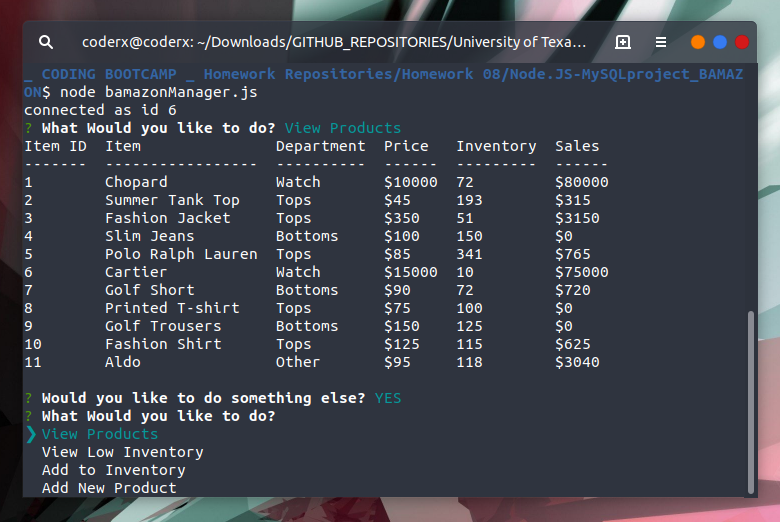 coderx@coderx: ~/Downloads/GITHUB_REPOSITORIES/University of Texa...
_ CODING BOOTCAMP _ Homework Repositories/Homework 08/Node.JS-MySQLproject_BAMAZ
ON$ node bamazonManager.js
connected as id 6
? What Would you like to do? View Products
Item ID  Item               Department  Price   Inventory  Sales
-------  -----------------  ----------  ------  ---------  ------
1        Chopard            Watch       $10000  72         $80000
2        Summer Tank Top    Tops        $45     193        $315
3        Fashion Jacket     Tops        $350    51         $3150
4        Slim Jeans         Bottoms     $100    150        $0
5        Polo Ralph Lauren  Tops        $85     341        $765
6        Cartier            Watch       $15000  10         $75000
7        Golf Short         Bottoms     $90     72         $720
8        Printed T-shirt    Tops        $75     100        $0
9        Golf Trousers      Bottoms     $150    125        $0
10       Fashion Shirt      Tops        $125    115        $625
11       Aldo               Other       $95     118        $3040
? Would you like to do something else? YES
? What Would you like to do?
❯ View Products
  View Low Inventory
  Add to Inventory
  Add New Product